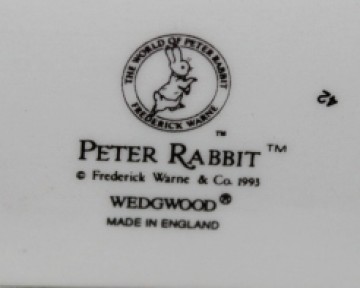 THE WORLD OF PETER RABBIT
FREDERICK WARNE
™
PETER RABBIT™
© Frederick Warne & Co. 1993
WEDGWOOD®
MADE IN ENGLAND
42